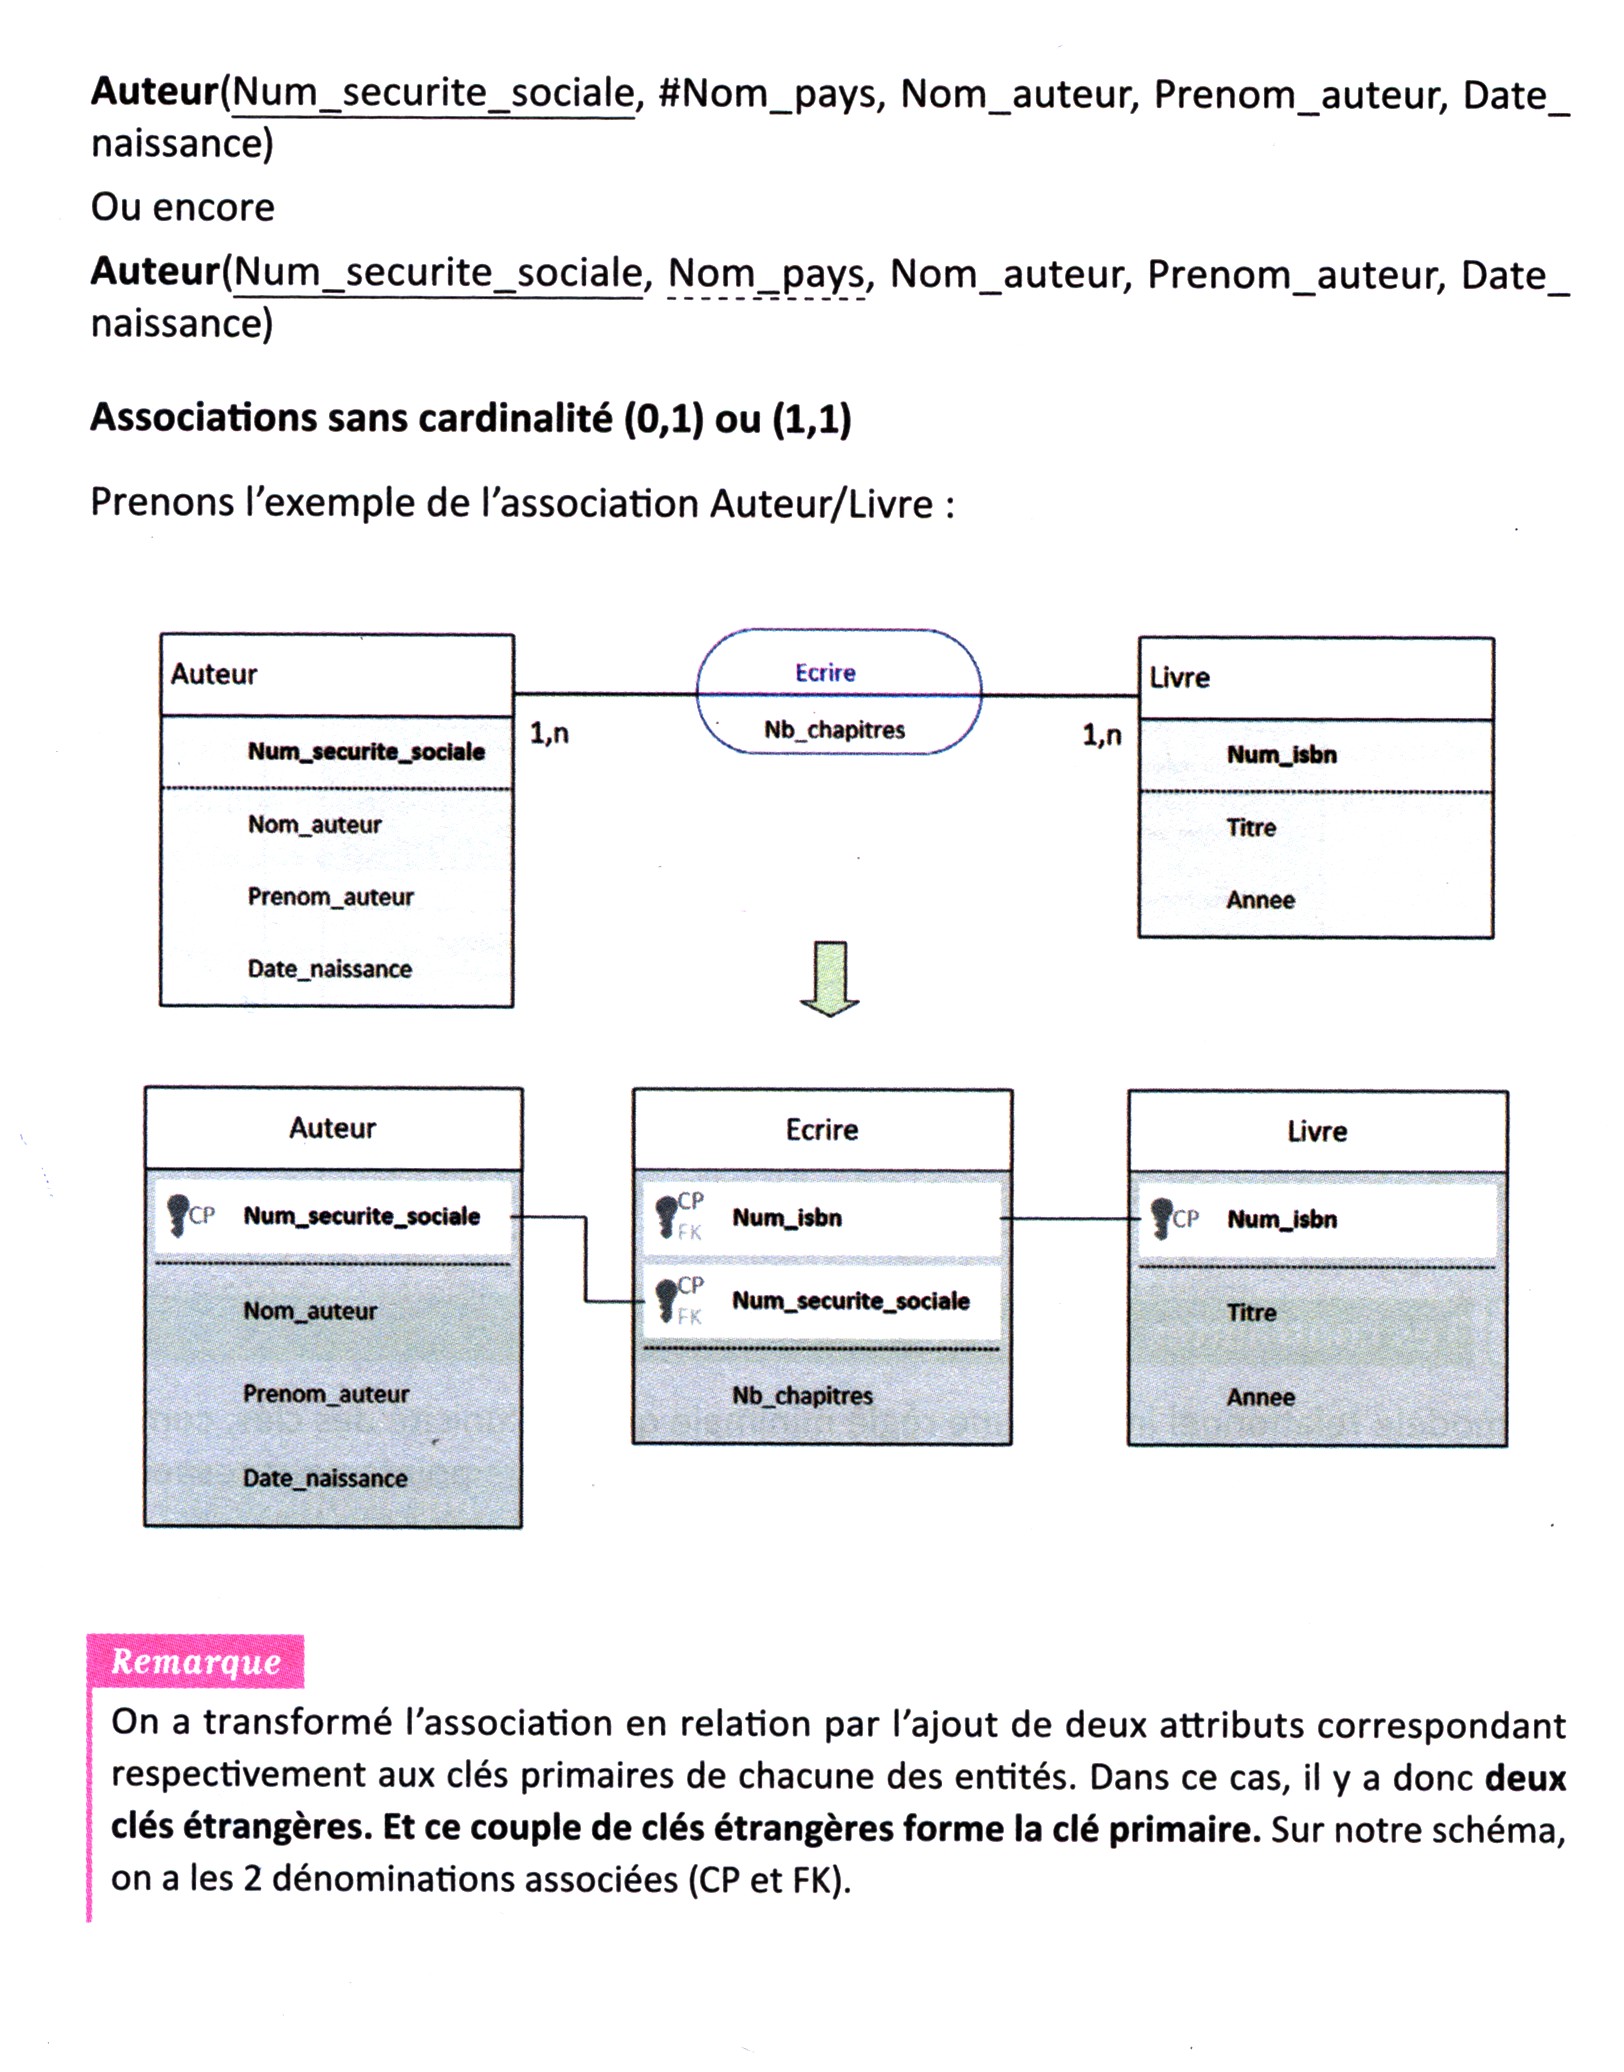 Auteur(Num_securite_sociale, #Nom_pays, Nom_auteur, Prenom_auteur, Date_
naissance)
Ou encore
Auteur(Num_securite_sociale, Nom_pays, Nom_auteur, Prenom_auteur, Date_
naissance)
Associations sans cardinalité (0,1) ou (1,1)
Prenons l'exemple de l'association Auteur/Livre :
Auteur
Num_securite_sociale
Nom_auteur
Prenom_auteur
Date_naissance
1,n
Ecrire
Nb_chapitres
1,n
Livre
Num_isbn
Titre
Annee
Auteur
CP Num_securite_sociale
Nom_auteur
Prenom_auteur
Date_naissance
Ecrire
CP
FK
Num_isbn
CP
FK
Num_securite_sociale
Nb_chapitres
Livre
CP Num_isbn
Titre
Annee
Remarque
On a transformé l'association en relation par l'ajout de deux attributs correspondant
respectivement aux clés primaires de chacune des entités. Dans ce cas, il y a donc deux
clés étrangères. Et ce couple de clés étrangères forme la clé primaire. Sur notre schéma,
on a les 2 dénominations associées (CP et FK).